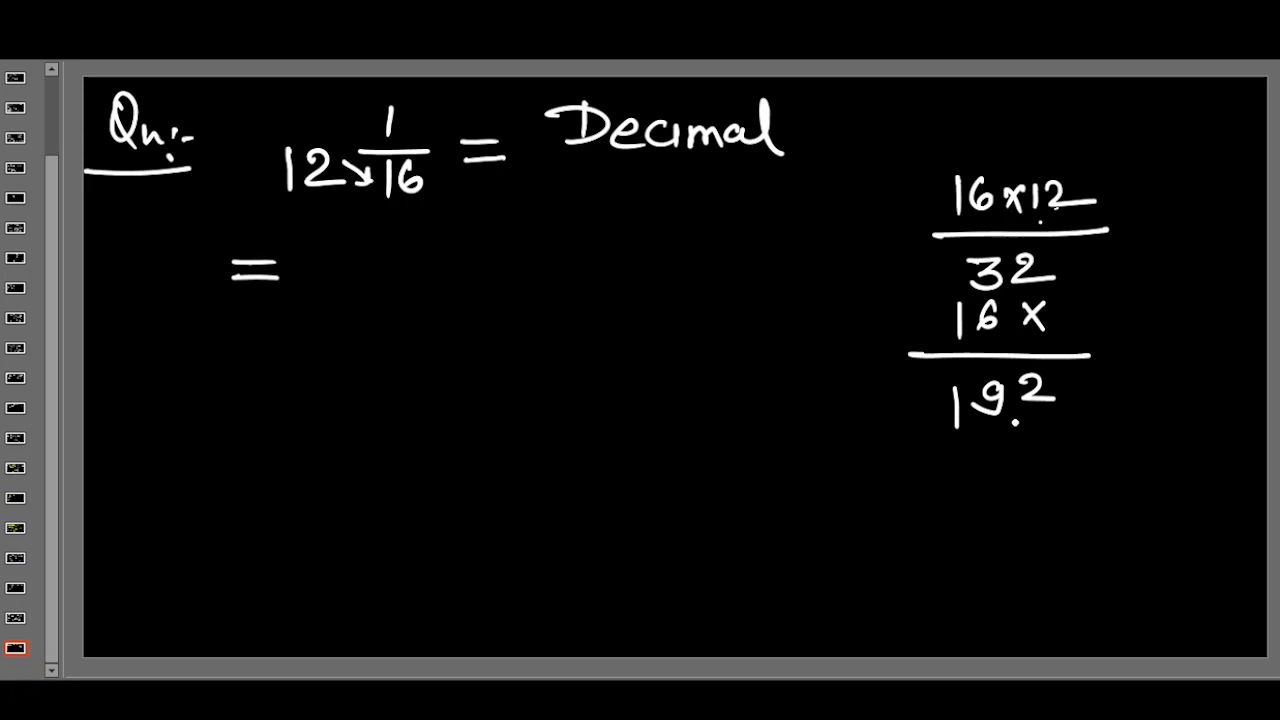 Qn:- 12 1/16 = Decimal
=
16 x 12
32
16 x
192